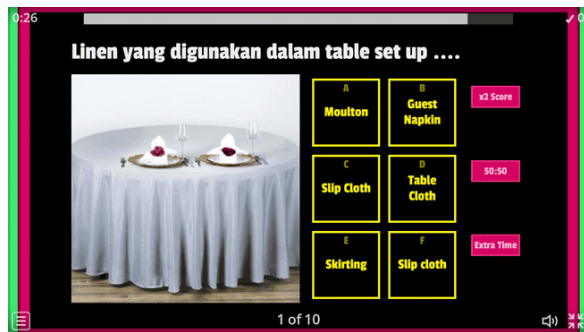 0:26
✓ 0
Linen yang digunakan dalam table set up ....
A
Moulton
B
Guest
Napkin
x2 Score
C
Slip Cloth
D
Table
Cloth
50:50
E
Skirting
F
Slip cloth
Extra Time
1 of 10